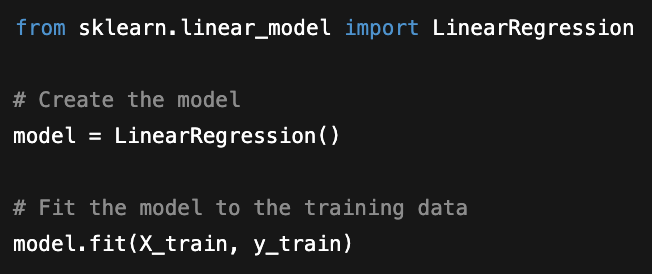 from sklearn.linear_model import LinearRegression
# Create the model
model = LinearRegression()
# Fit the model to the training data
model.fit(X_train, y_train)